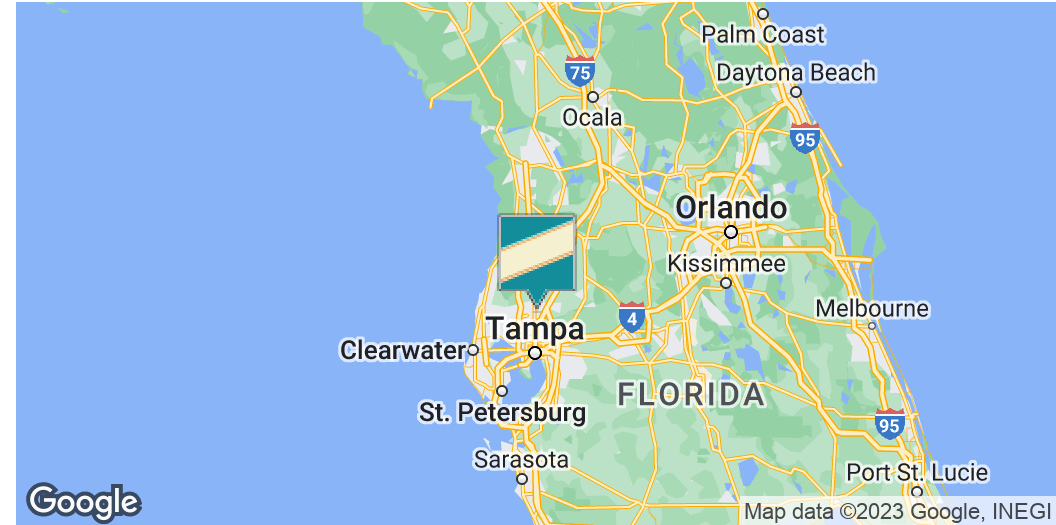 Palm Coast
Daytona Beach
75
Ocala
95
Orlando
Kissimmee
Melbourne
4
Tampa
Clearwater
FLORIDA
St. Petersburg
95
Sarasota
Port St. Lucie
Google
Map data ©2023 Google, INEGI